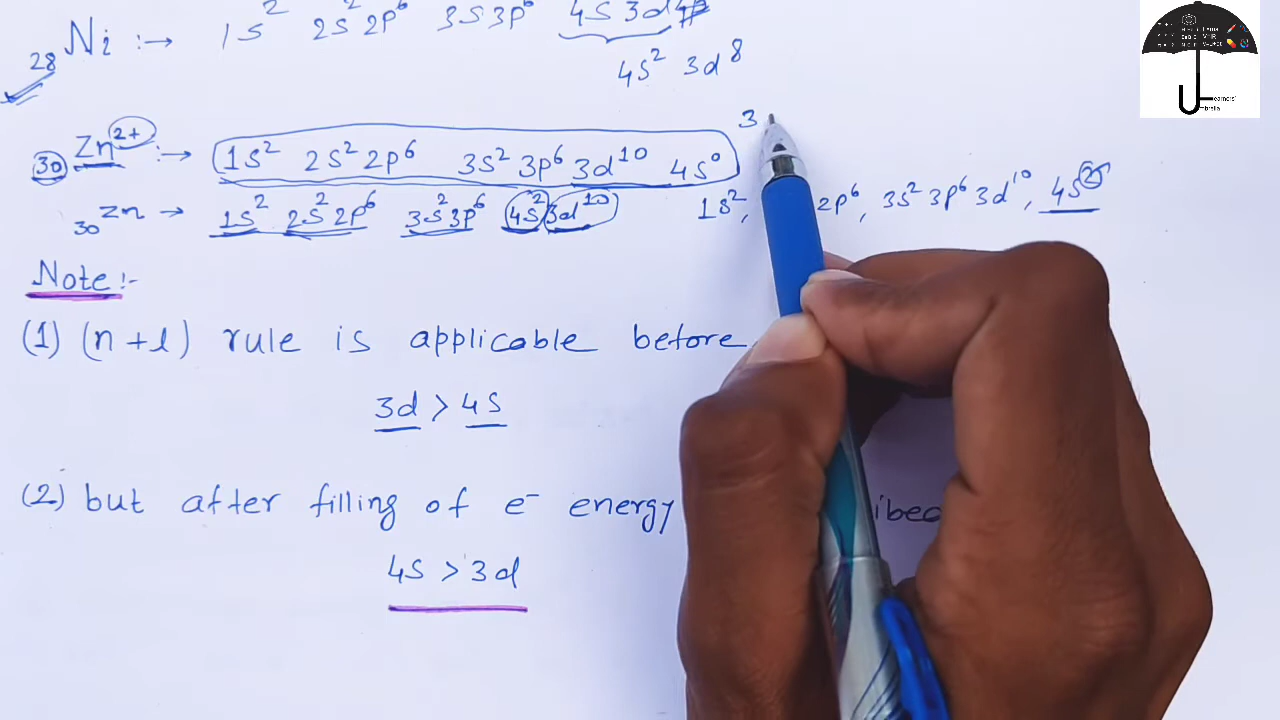 28Ni :→ 1s² 2s² 2p⁶ 3s 3p⁶ 4s 3d
4s² 3d⁸
30 Zn²⁺ :→ 1s² 2s² 2p⁶ 3s² 3p⁶ 3d¹⁰ 4s⁰ 3
30Zn → 1s² 2s² 2p⁶ 3s² 3p⁶ 4s² 3d¹⁰ 1s², 2p⁶, 3s² 3p⁶ 3d¹⁰, 4s²
Note :-
(1) (n+l) rule is applicable before
3d > 4s
(2) but after filling of e⁻ energy
4s > 3d
Learners'
Umbrella